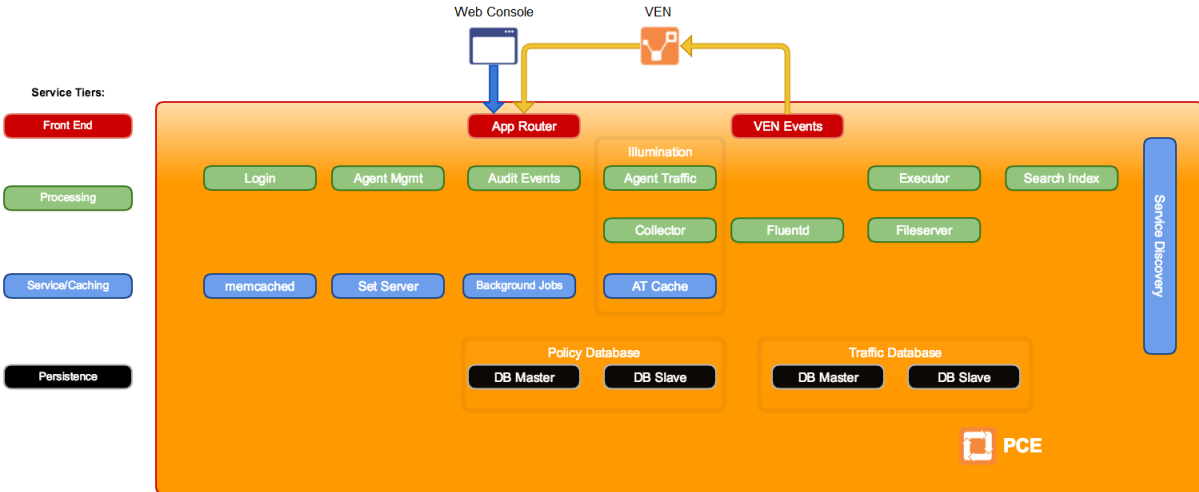 Web Console
VEN
Service Tiers:
Front End
App Router
VEN Events
Illumination
Processing
Login
Agent Mgmt
Audit Events
Agent Traffic
Executor
Search Index
Collector
Fluentd
Fileserver
Service Discovery
Service/Caching
memcached
Set Server
Background Jobs
AT Cache
Policy Database
Traffic Database
Persistence
DB Master
DB Slave
DB Master
DB Slave
PCE